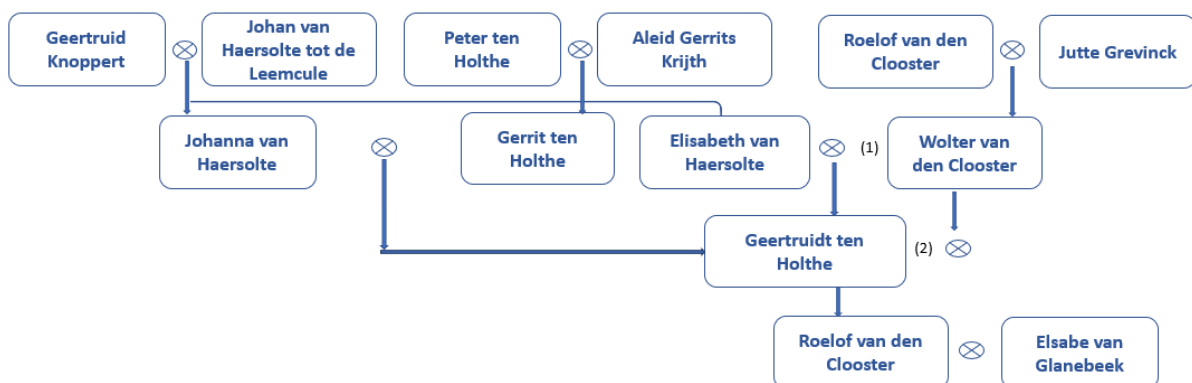 Geertruid
Knoppert
Johan van
Haersolte tot de
Leemcule
Peter ten
Holthe
Aleid Gerrits
Krijth
Roelof van den
Clooster
Jutte Grevinck
Johanna van
Haersolte
Gerrit ten
Holthe
Elisabeth van
Haersolte
(1)
Wolter van
den Clooster
Geertruidt ten
Holthe
(2)
Roelof van den
Clooster
Elsabe van
Glanebeek